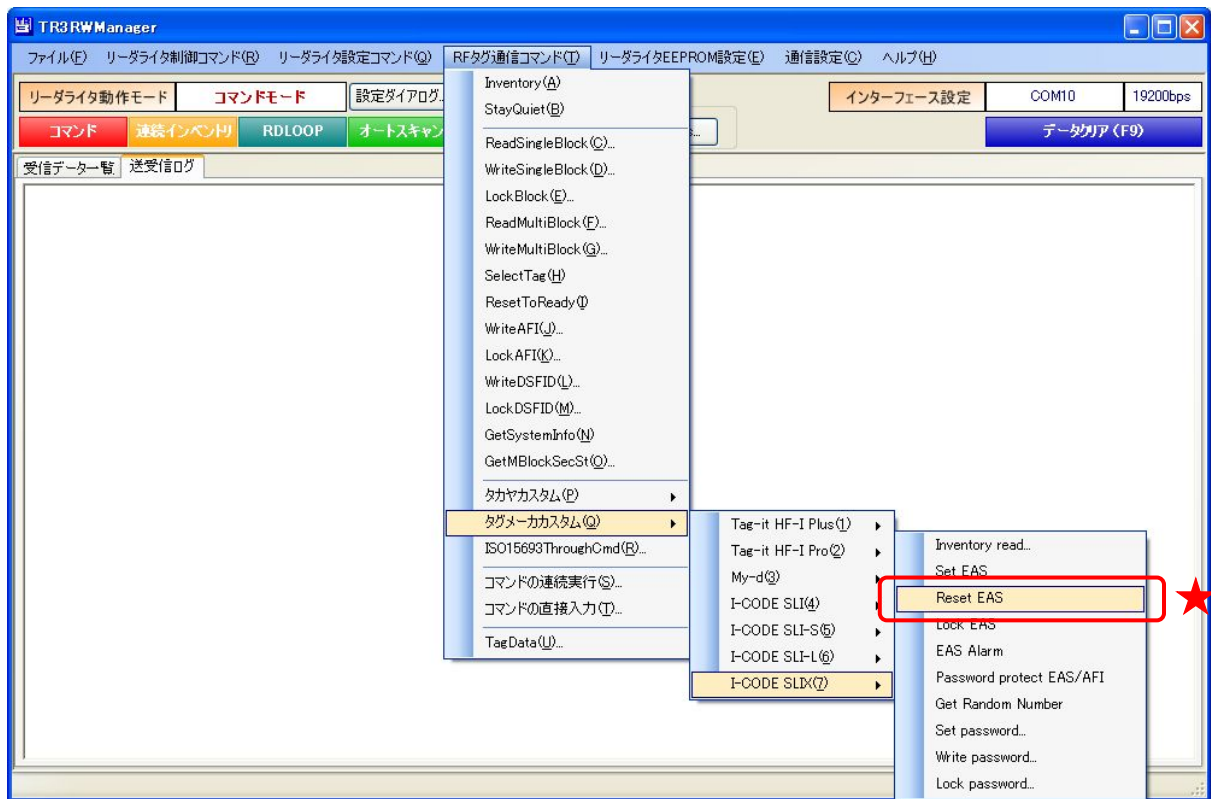 TR3RWManager
ファイル(F) リーダライタ制御コマンド(R) リーダライタ設定コマンド(Q) RFタグ通信コマンド(T) リーダライタEEPROM設定(E) 通信設定(C) ヘルプ(H)
リーダライタ動作モード コマンドモード 設定ダイアログ... インターフェース設定 COM10 19200bps
コマンド 連続インベントリ RDLOOP オートスキャン データクリア (F9)
受信データ一覧 送受信ログ
Inventory(A)
StayQuiet(B)
ReadSingleBlock(C)...
WriteSingleBlock(D)...
LockBlock(E)...
ReadMultiBlock(F)...
WriteMultiBlock(G)...
SelectTag(H)
ResetToReady(I)
WriteAFI(J)...
LockAFI(K)...
WriteDSFID(L)...
LockDSFID(M)...
GetSystemInfo(N)
GetMBlockSecSt(O)...
タカヤカスタム(P)
タグメーカカスタム(Q)
ISO15693ThroughCmd(R)...
コマンドの連続実行(S)...
コマンドの直接入力(T)...
TagData(U)...
Tag-it HF-I Plus(1)
Tag-it HF-I Pro(2)
My-d(3)
I-CODE SLI(4)
I-CODE SLI-S(5)
I-CODE SLI-L(6)
I-CODE SLIX(7)
Inventory read...
Set EAS
Reset EAS
Lock EAS
EAS Alarm
Password protect EAS/AFI
Get Random Number
Set password...
Write password...
Lock password...